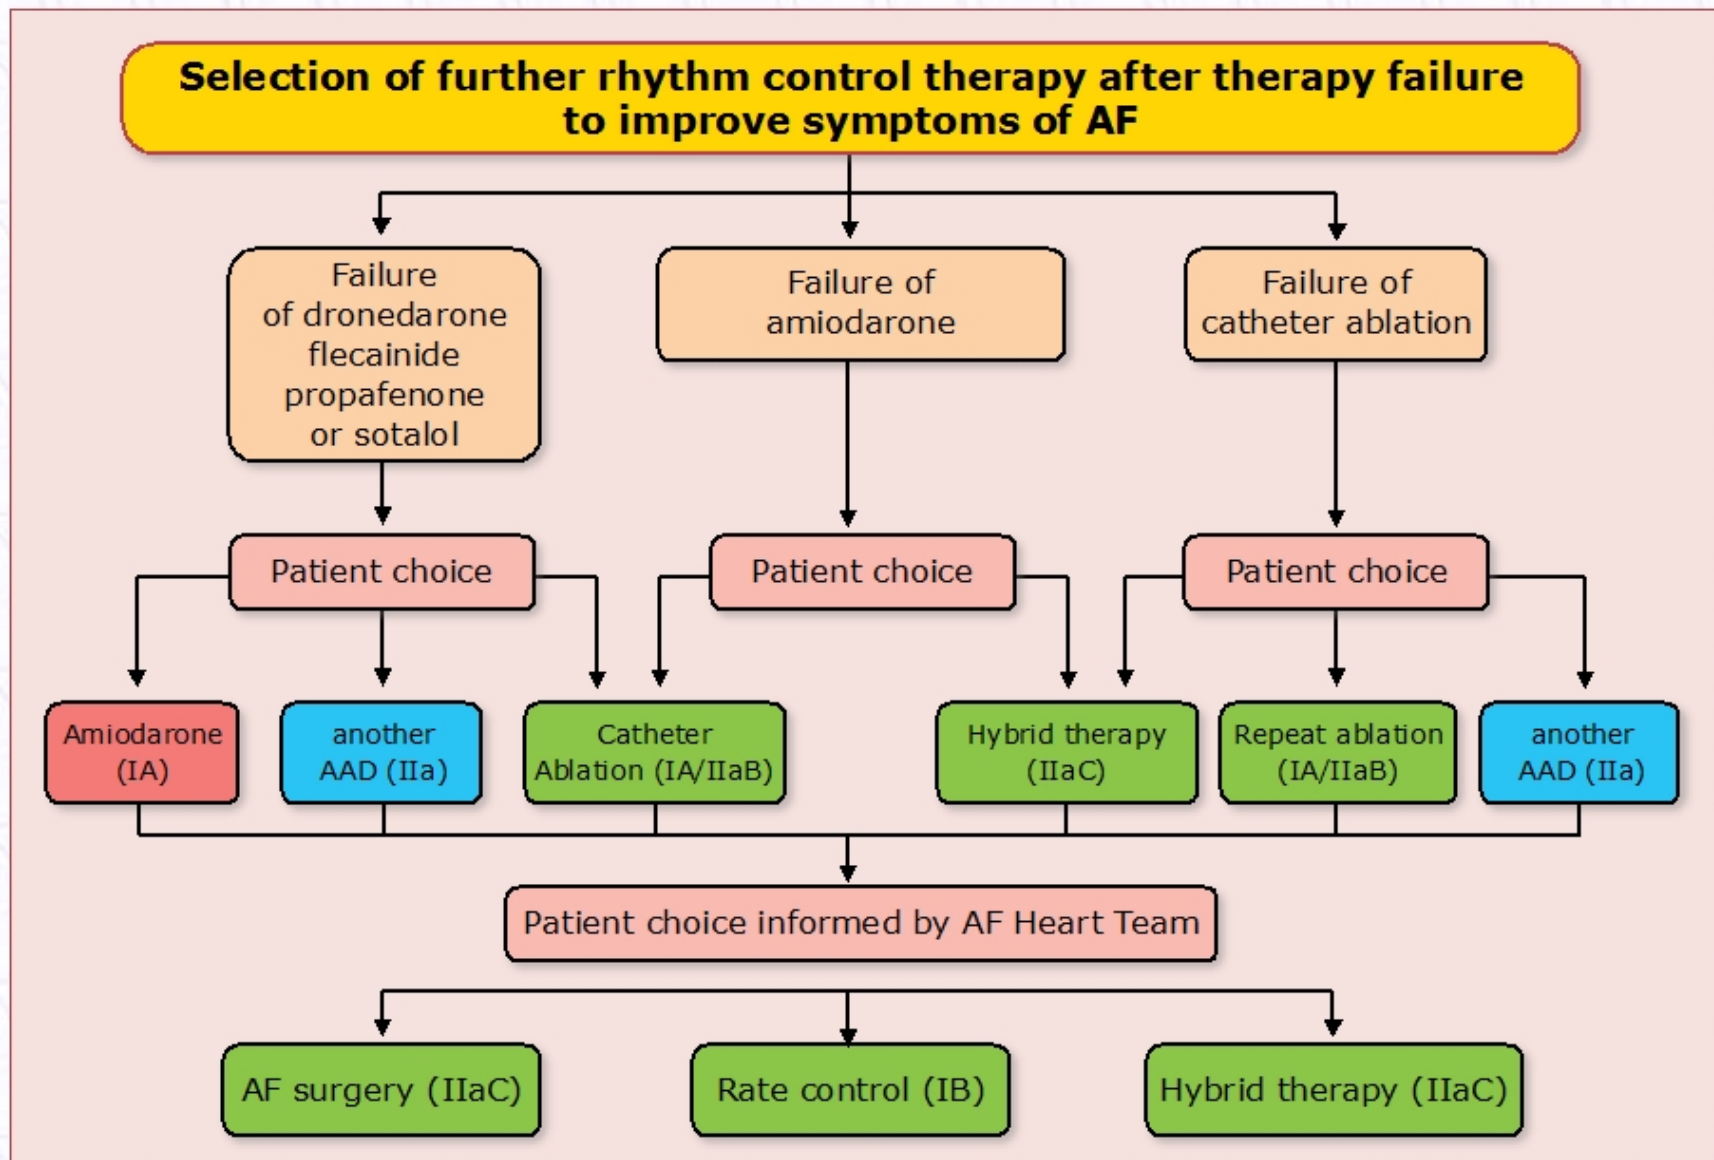 Selection of further rhythm control therapy after therapy failure
to improve symptoms of AF
Failure
of dronedarone
flecainide
propafenone
or sotalol
Failure of
amiodarone
Failure of
catheter ablation
Patient choice
Patient choice
Patient choice
Amiodarone
(IA)
another
AAD (IIa)
Catheter
Ablation (IA/IIaB)
Hybrid therapy
(IIaC)
Repeat ablation
(IA/IIaB)
another
AAD (IIa)
Patient choice informed by AF Heart Team
AF surgery (IIaC)
Rate control (IB)
Hybrid therapy (IIaC)